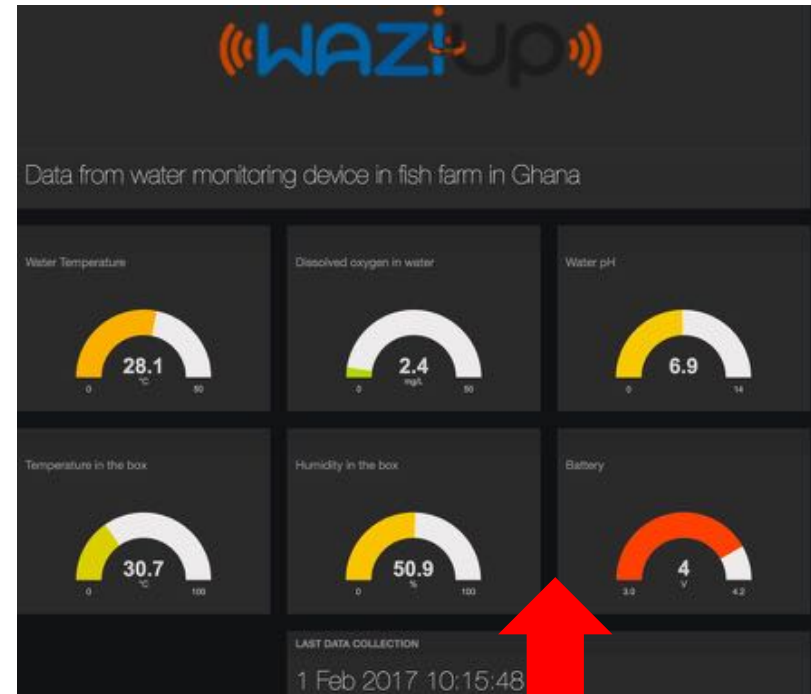 WAZIUP
Data from water monitoring device in fish farm in Ghana
Water Temperature
28.1
°C
0
50
Dissolved oxygen in water
2.4
mg/L
0
50
Water pH
6.9
0
14
Temperature in the box
30.7
°C
0
100
Humidity in the box
50.9
%
0
100
Battery
4
V
3.0
4.2
LAST DATA COLLECTION
1 Feb 2017 10:15:48